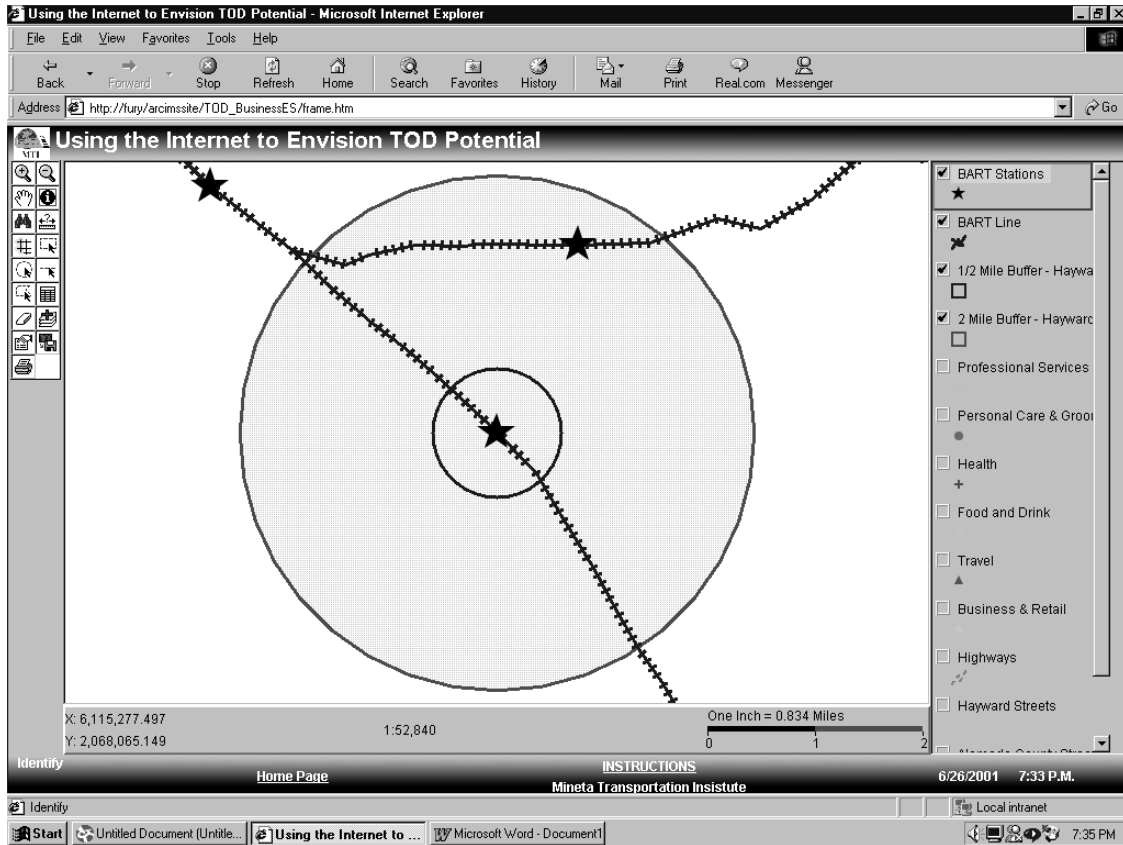 Using the Internet to Envision TOD Potential - Microsoft Internet Explorer
File Edit View Favorites Tools Help
Back Forward Stop Refresh Home Search Favorites History Mail Print Real.com Messenger
Address http://fury/arcimssite/TOD_BusinessES/frame.htm Go
MTI Using the Internet to Envision TOD Potential
BART Stations
BART Line
1/2 Mile Buffer - Haywa
2 Mile Buffer - Hayward
Professional Services
Personal Care & Groo
Health
Food and Drink
Travel
Business & Retail
Highways
Hayward Streets
X: 6,115,277.497
Y: 2,068,065.149
1:52,840
One Inch = 0.834 Miles
0 1 2
Identify
Home Page
INSTRUCTIONS
Mineta Transportation Insistute
6/26/2001 7:33 P.M.
Identify Local intranet
Start Untitled Document (Untitle... Using the Internet to ... Microsoft Word - Document1 7:35 PM